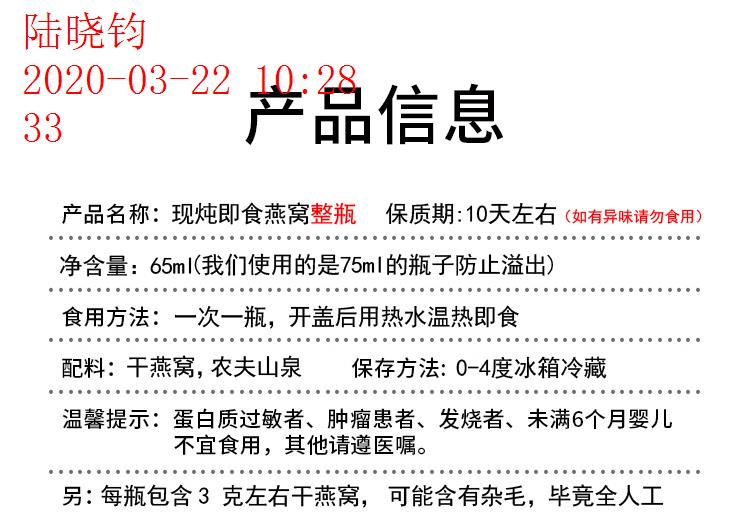 陆晓钧
2020-03-22 10:28
33
产品信息
产品名称：现炖即食燕窝整瓶 保质期:10天左右（如有异味请勿食用）
净含量：65ml(我们使用的是75ml的瓶子防止溢出)
食用方法：一次一瓶，开盖后用热水温热即食
配料：干燕窝，农夫山泉 保存方法：0-4度冰箱冷藏
温馨提示：蛋白质过敏者、肿瘤患者、发烧者、未满6个月婴儿
不宜食用，其他请遵医嘱。
另：每瓶包含3 克左右干燕窝， 可能含有杂毛，毕竟全人工